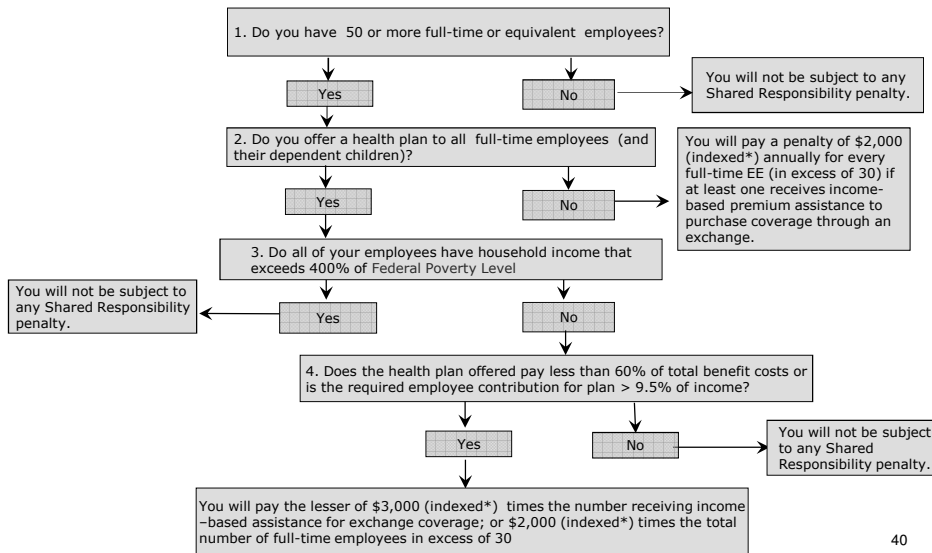 1. Do you have 50 or more full-time or equivalent employees?
Yes
No
You will not be subject to any
Shared Responsibility penalty.
2. Do you offer a health plan to all full-time employees (and
their dependent children)?
Yes
No
You will pay a penalty of $2,000
(indexed*) annually for every
full-time EE (in excess of 30) if
at least one receives income-
based premium assistance to
purchase coverage through an
exchange.
3. Do all of your employees have household income that
exceeds 400% of Federal Poverty Level
Yes
No
You will not be subject to
any Shared Responsibility
penalty.
4. Does the health plan offered pay less than 60% of total benefit costs or
is the required employee contribution for plan > 9.5% of income?
Yes
No
You will not be subject
to any Shared
Responsibility penalty.
You will pay the lesser of $3,000 (indexed*) times the number receiving income
–based assistance for exchange coverage; or $2,000 (indexed*) times the total
number of full-time employees in excess of 30
40